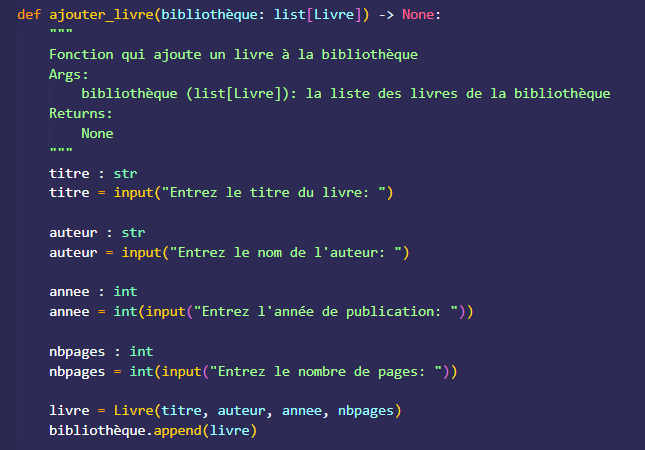 def ajouter_livre(bibliothèque: list[Livre]) -> None:
    """
    Fonction qui ajoute un livre à la bibliothèque
    Args:
        bibliothèque (list[Livre]): la liste des livres de la bibliothèque
    Returns:
        None
    """
    titre : str
    titre = input("Entrez le titre du livre: ")

    auteur : str
    auteur = input("Entrez le nom de l'auteur: ")

    annee : int
    annee = int(input("Entrez l'année de publication: "))

    nbpages : int
    nbpages = int(input("Entrez le nombre de pages: "))

    livre = Livre(titre, auteur, annee, nbpages)
    bibliothèque.append(livre)